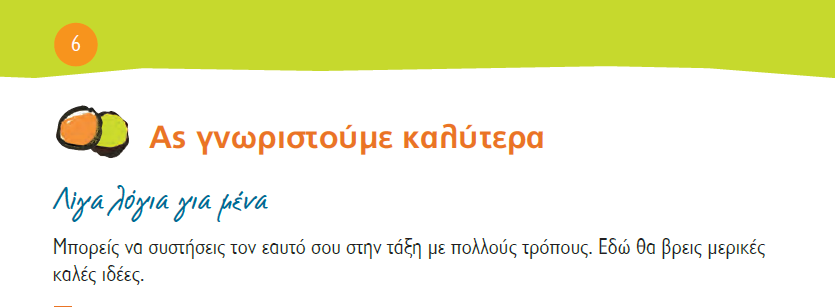 6
Ας γνωριστούμε καλύτερα
Λίγα λόγια για μένα
Μπορείς να συστήσεις τον εαυτό σου στην τάξη με πολλούς τρόπους. Εδώ θα βρεις μερικές
καλές ιδέες.